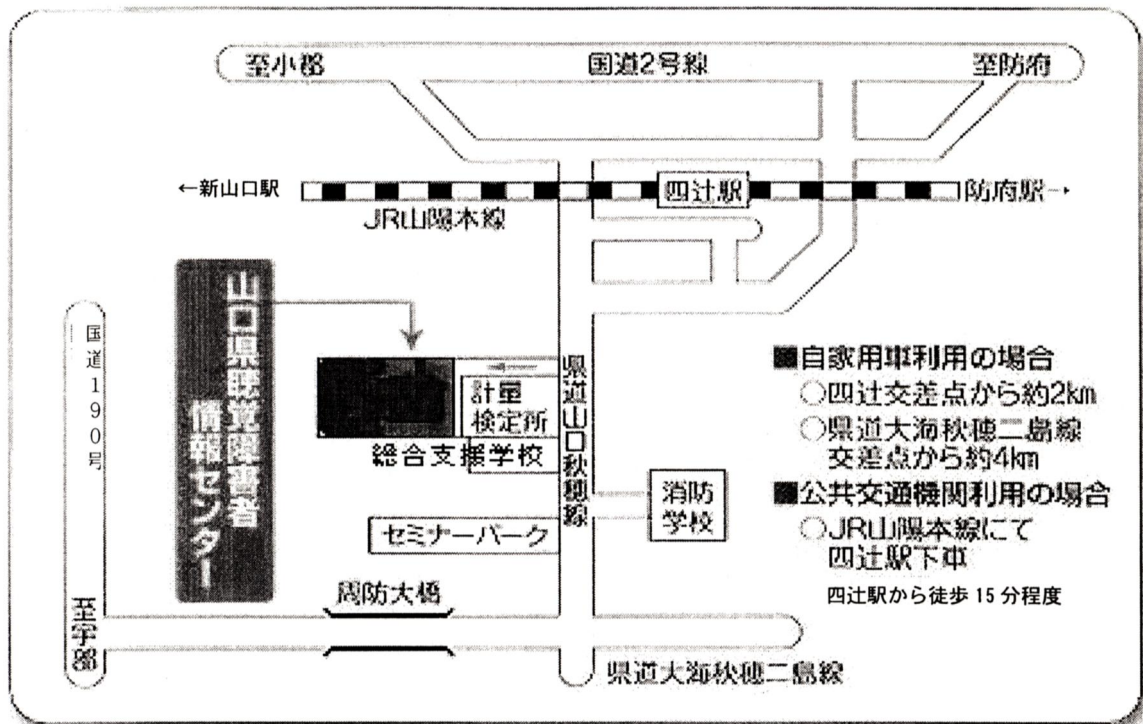 至小郡
国道2号線
至防府
←新山口駅
四辻駅
防府駅→
JR山陽本線
山口県聴覚障害者
情報センター
国道190号
計量
検定所
県道山口秋穂線
総合支援学校
消防
学校
セミナーパーク
■自家用車利用の場合
○四辻交差点から約2km
○県道大海秋穂二島線
交差点から約4km
■公共交通機関利用の場合
○JR山陽本線にて
四辻駅下車
四辻駅から徒歩15分程度
周防大橋
至宇部
県道大海秋穂二島線